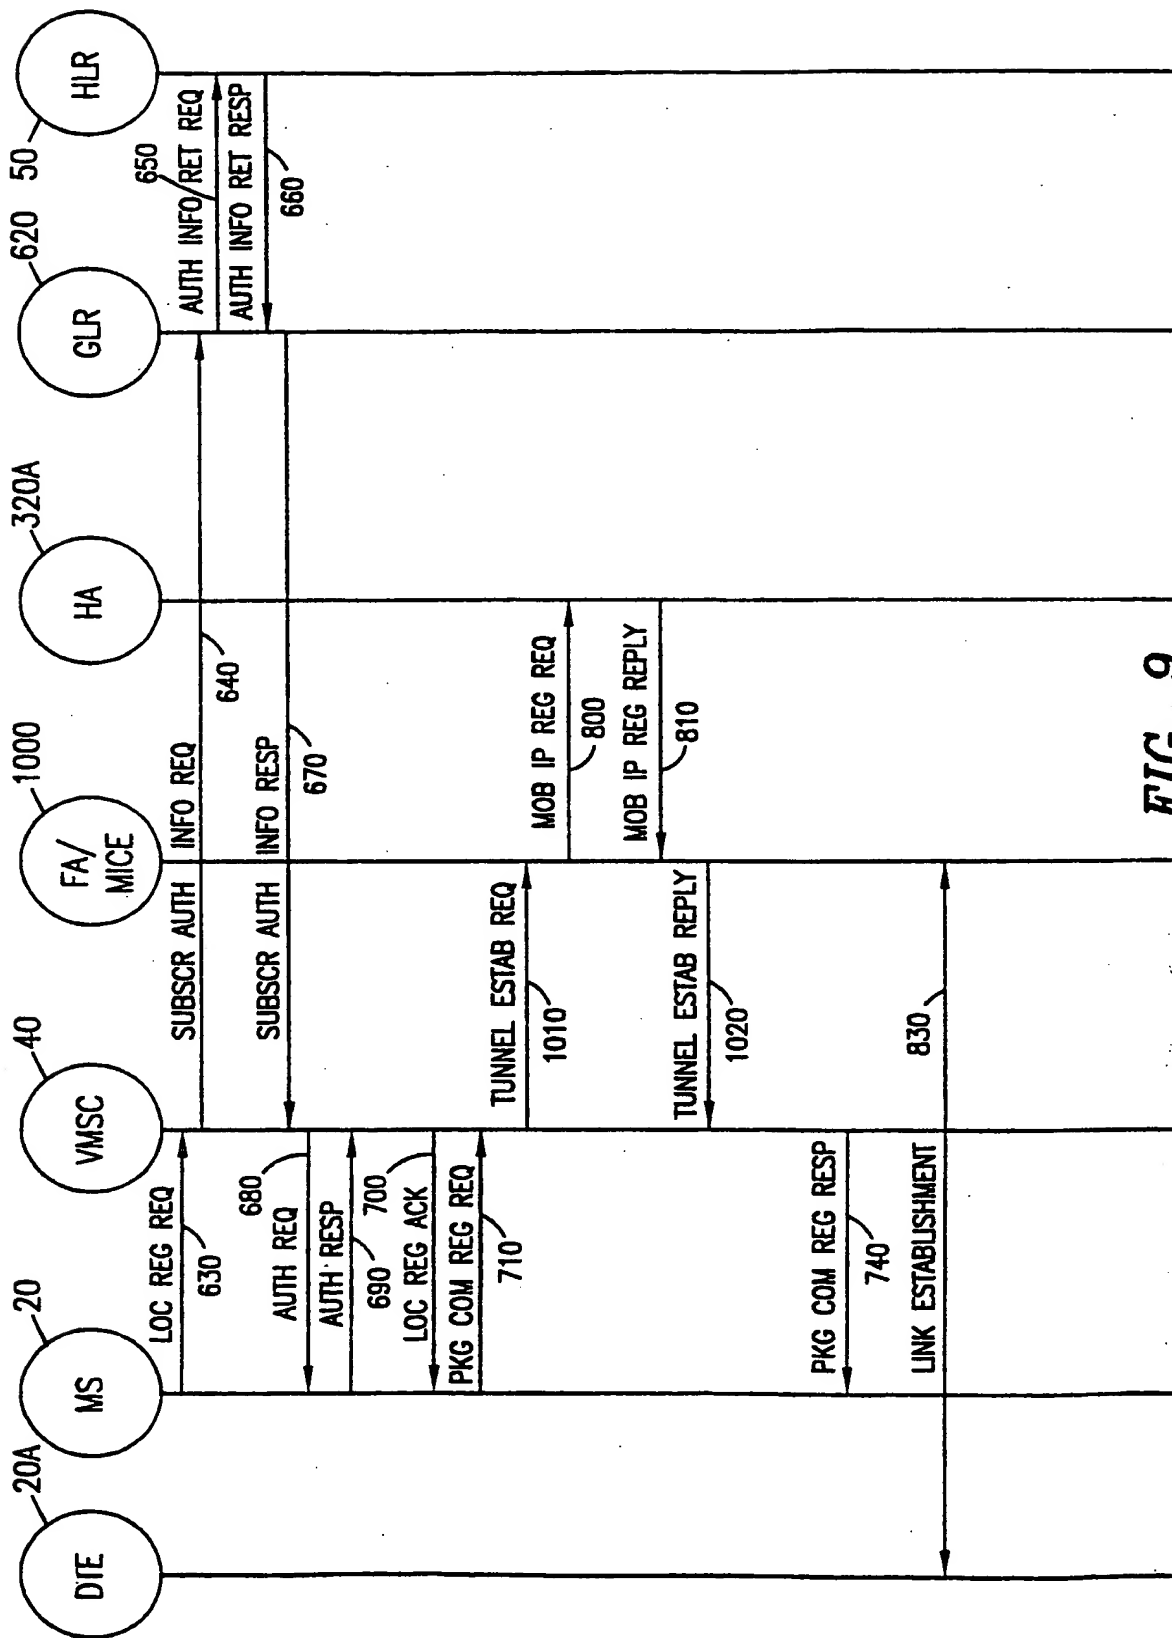 20A
20
40
1000
320A
620
50
DTE
MS
VMSC
FA/
MICE
HA
GLR
HLR
LOC REG REQ
630
SUBSCR AUTH INFO REQ
640
AUTH INFO RET REQ
650
AUTH INFO RET RESP
660
SUBSCR AUTH INFO RESP
670
680
AUTH REQ
AUTH RESP
690
700
LOC REG ACK
PKG COM REG REQ
710
TUNNEL ESTAB REQ
1010
MOB IP REG REQ
800
MOB IP REG REPLY
810
TUNNEL ESTAB REPLY
1020
PKG COM REG RESP
740
LINK ESTABLISHMENT
830
FIG. 9